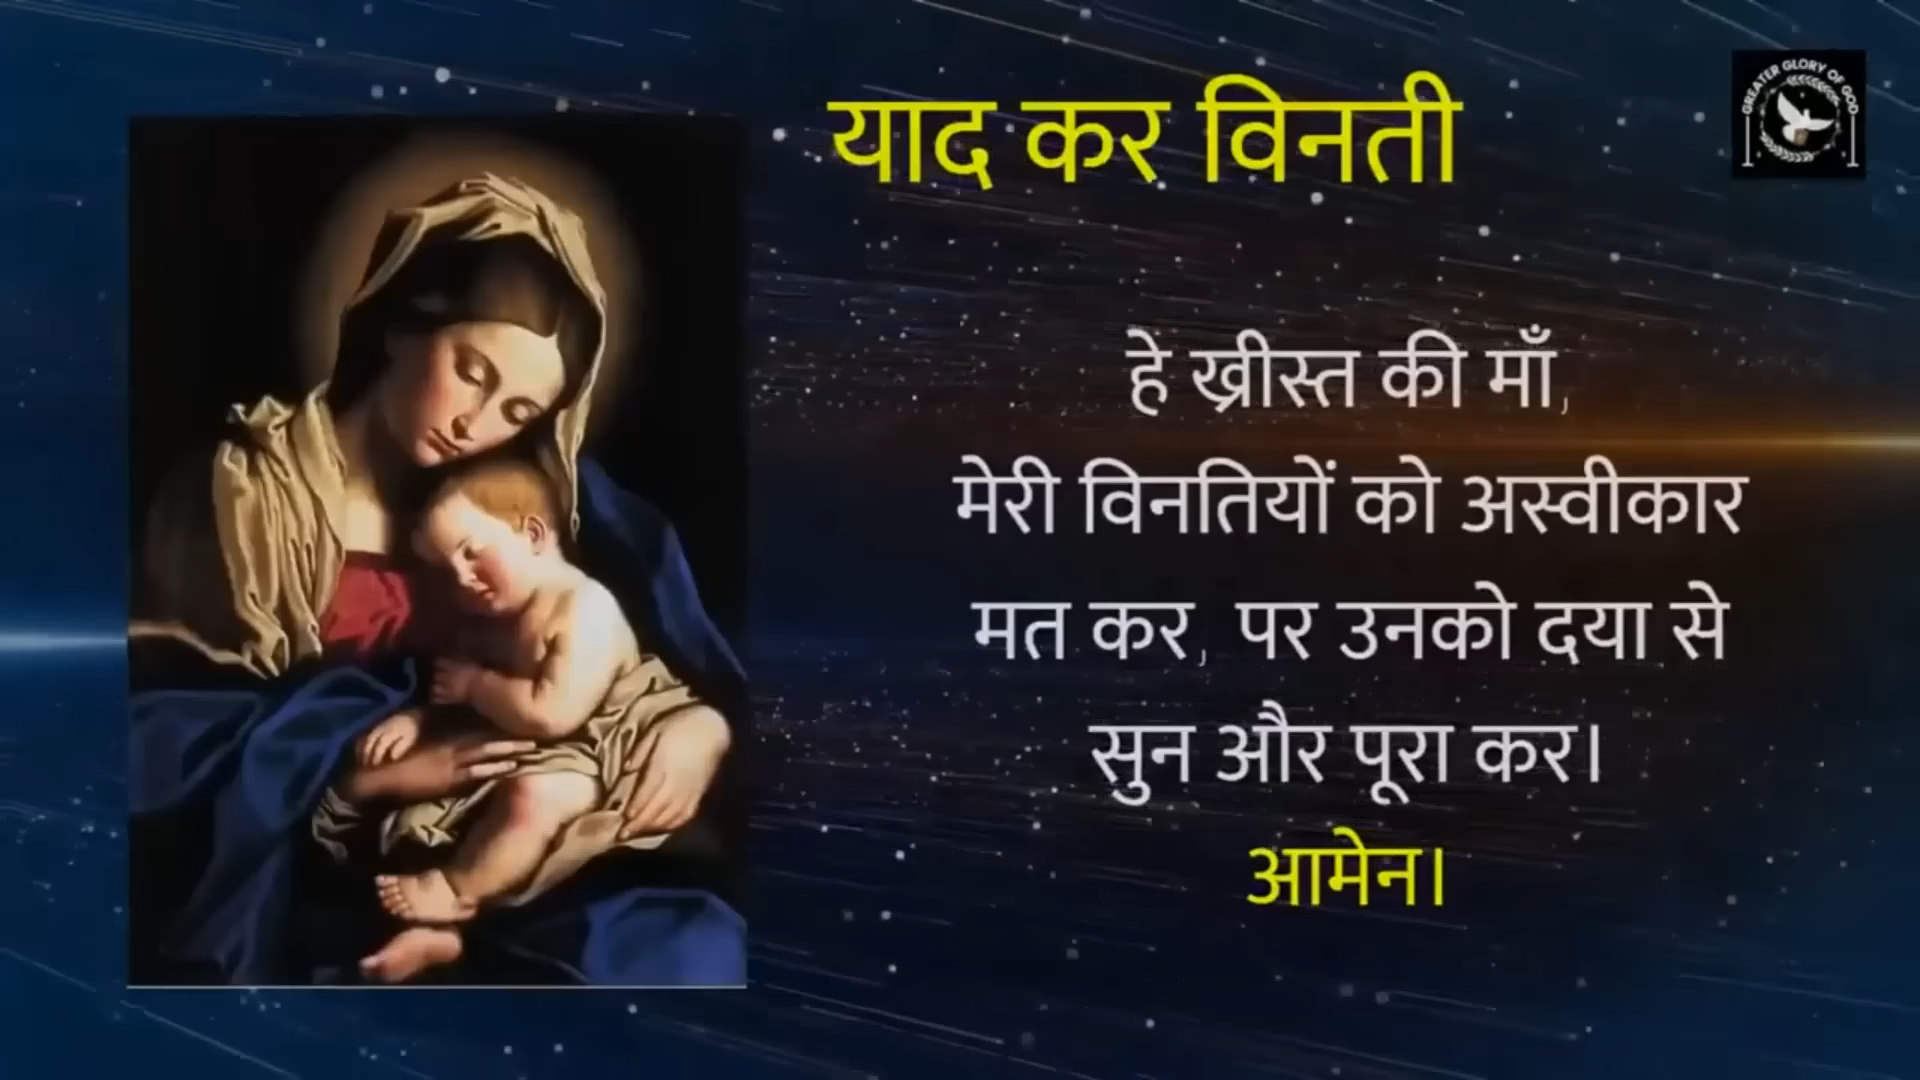 याद कर विनती
GREATER GLORY OF GOD
हे ख्रीस्त की माँ,
मेरी विनतियों को अस्वीकार
मत कर, पर उनको दया से
सुन और पूरा कर।
आमेन।